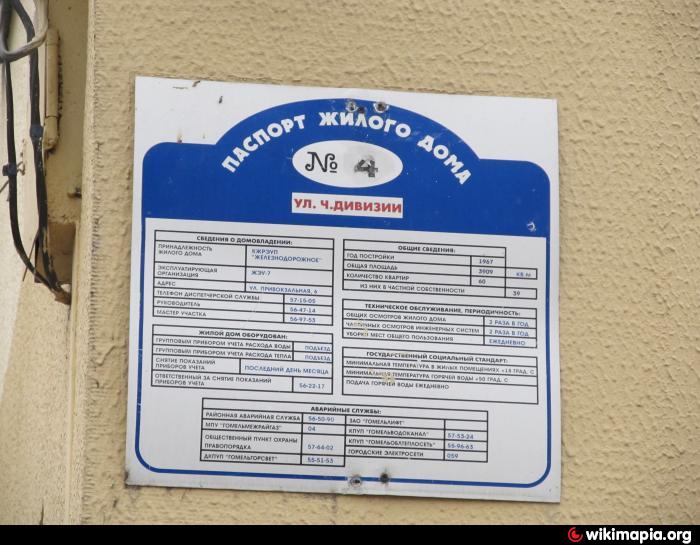 ПАСПОРТ ЖИЛОГО ДОМА
№ 4
УЛ. Ч.ДИВИЗИИ
СВЕДЕНИЯ О ДОМОВЛАДЕНИИ:
ПРИНАДЛЕЖНОСТЬ ЖИЛОГО ДОМА КЖРЭУП "ЖЕЛЕЗНОДОРОЖНОЕ"
ЭКСПЛУАТИРУЮЩАЯ ОРГАНИЗАЦИЯ ЖЭУ-7
АДРЕС УЛ. ПРИВОКЗАЛЬНАЯ, 6
ТЕЛЕФОН ДИСПЕТЧЕРСКОЙ СЛУЖБЫ 57-15-05
РУКОВОДИТЕЛЬ 56-47-14
МАСТЕР УЧАСТКА 56-97-53
ЖИЛОЙ ДОМ ОБОРУДОВАН:
ГРУППОВЫМ ПРИБОРОМ УЧЕТА РАСХОДА ВОДЫ ПОДЪЕЗД
ГРУППОВЫМ ПРИБОРОМ УЧЕТА РАСХОДА ТЕПЛА ПОДЪЕЗД
СНЯТИЕ ПОКАЗАНИЙ ПРИБОРОВ УЧЕТА ПОСЛЕДНИЙ ДЕНЬ МЕСЯЦА
ОТВЕТСТВЕННЫЙ ЗА СНЯТИЕ ПОКАЗАНИЙ ПРИБОРОВ УЧЕТА 56-22-17
ОБЩИЕ СВЕДЕНИЯ:
ГОД ПОСТРОЙКИ 1967
ОБЩАЯ ПЛОЩАДЬ 3909 КВ.М
КОЛИЧЕСТВО КВАРТИР 60
ИЗ НИХ В ЧАСТНОЙ СОБСТВЕННОСТИ 39
ТЕХНИЧЕСКОЕ ОБСЛУЖИВАНИЕ, ПЕРИОДИЧНОСТЬ:
ОБЩИХ ОСМОТРОВ ЖИЛОГО ДОМА 2 РАЗА В ГОД
ЧАСТИЧНЫХ ОСМОТРОВ ИНЖЕНЕРНЫХ СИСТЕМ 2 РАЗА В ГОД
УБОРКО МЕСТ ОБЩЕГО ПОЛЬЗОВАНИЯ ЕЖЕДНЕВНО
ГОСУДАРСТВЕННЫЙ СОЦИАЛЬНЫЙ СТАНДАРТ:
МИНИМАЛЬНАЯ ТЕМПЕРАТУРА В ЖИЛЫХ ПОМЕЩЕНИЯХ +18 ГРАД. С
МИНИМАЛЬНАЯ ТЕМПЕРАТУРА ГОРЯЧЕЙ ВОДЫ +50 ГРАД. С
ПОДАЧА ГОРЯЧЕЙ ВОДЫ ЕЖЕДНЕВНО
АВАРИЙНЫЕ СЛУЖБЫ:
РАЙОННАЯ АВАРИЙНАЯ СЛУЖБА 56-50-90
МПУ "ГОМЕЛЬМЕЖРАЙГАЗ" 04
ОБЩЕСТВЕННЫЙ ПУНКТ ОХРАНЫ ПРАВОПОРЯДКА 57-64-02
ДКПУП "ГОМЕЛЬГОРСВЕТ" 55-51-53
ЗАО "ГОМЕЛЬЛИФТ"
КПУП "ГОМЕЛЬВОДОКАНАЛ" 57-53-24
КПУП "ГОМЕЛЬОБЛТЕПЛОСЕТЬ" 55-96-63
ГОРОДСКИЕ ЭЛЕКТРОСЕТИ 059
wikimapia.org